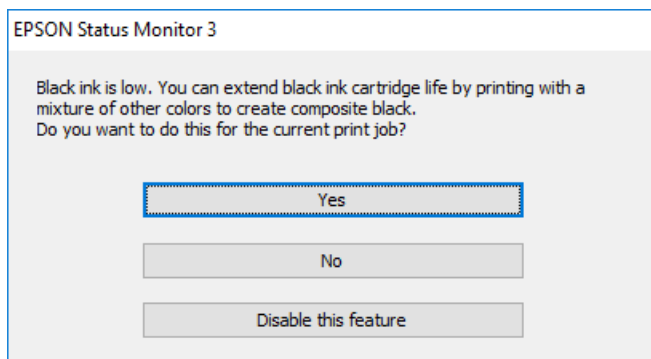 EPSON Status Monitor 3
Black ink is low. You can extend black ink cartridge life by printing with a
mixture of other colors to create composite black.
Do you want to do this for the current print job?
Yes
No
Disable this feature